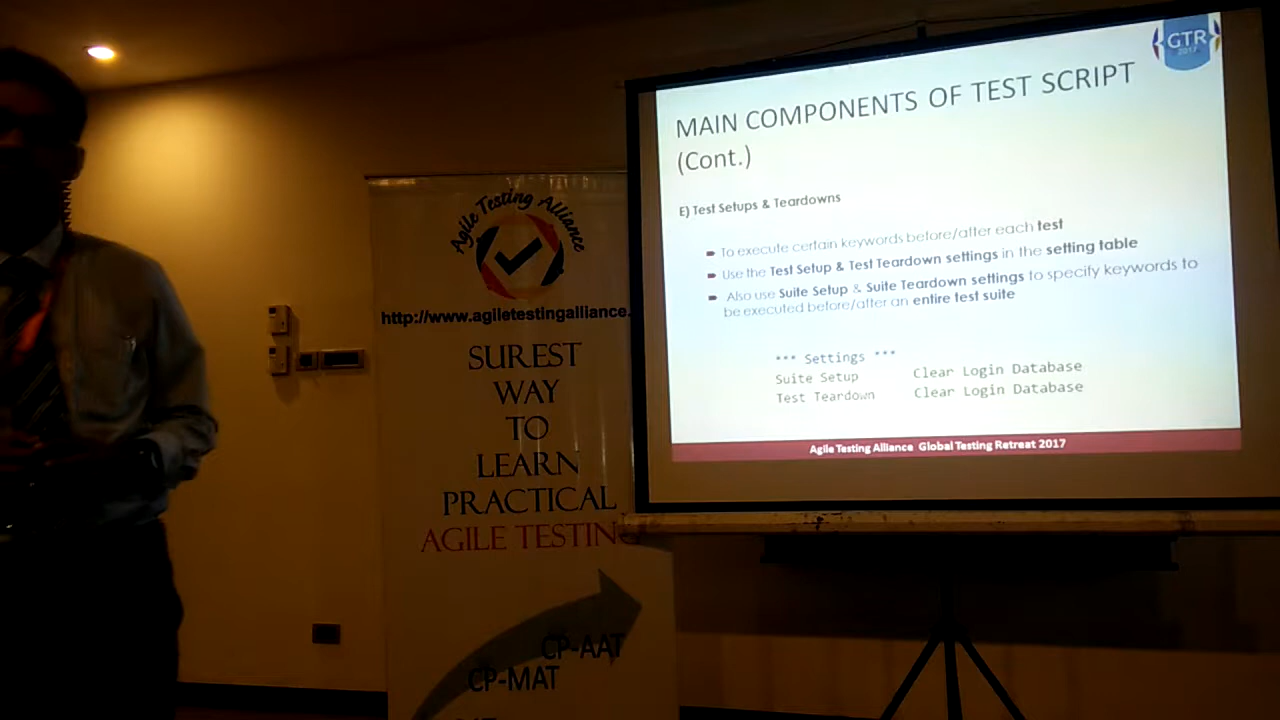 Agile Testing Alliance
http://www.agiletestingalliance.
SUREST
WAY
TO
LEARN
PRACTICAL
AGILE TESTING
CP-AAT
CP-MAT
GTR
2017
MAIN COMPONENTS OF TEST SCRIPT
(Cont.)
E) Test Setups & Teardowns
To execute certain keywords before/after each test
Use the Test Setup & Test Teardown settings in the setting table
Also use Suite Setup & Suite Teardown settings to specify keywords to
be executed before/after an entire test suite
*** Settings ***
Suite Setup Clear Login Database
Test Teardown Clear Login Database
Agile Testing Alliance Global Testing Retreat 2017